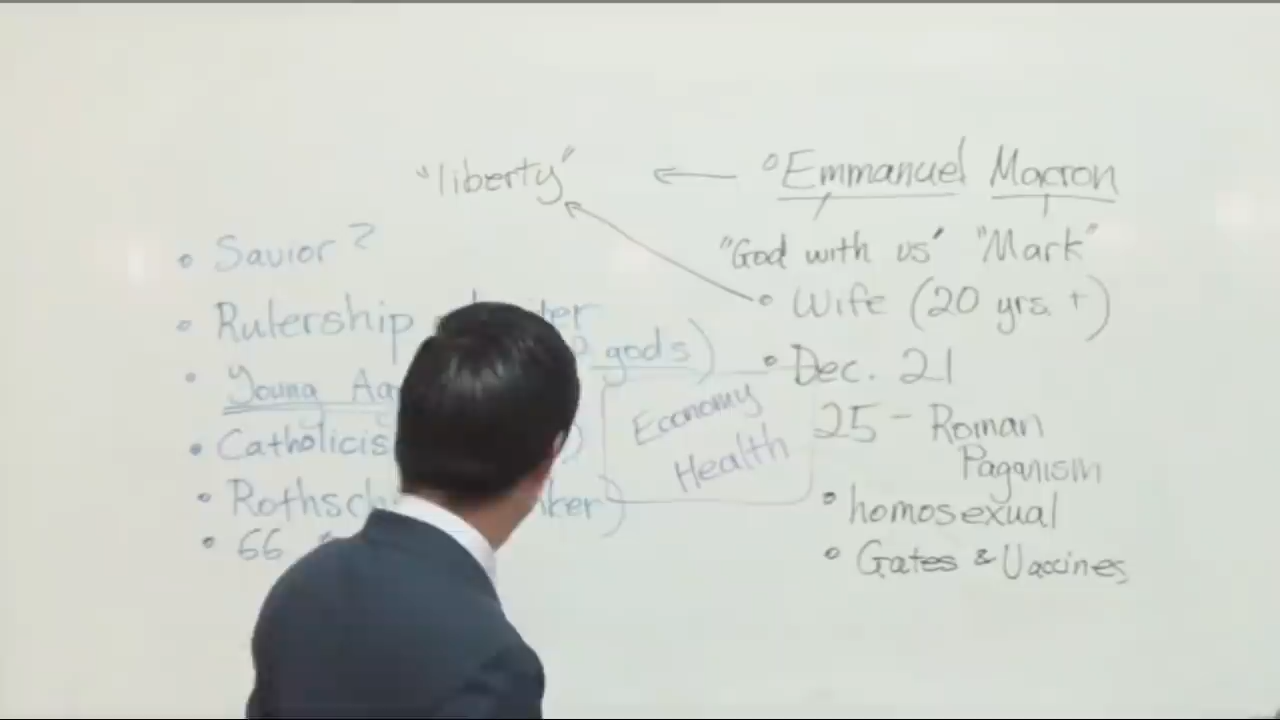 "liberty" ← ° Emmanuel Macron
"God with us" "Mark"
• Savior?
• Wife (20 yrs. +)
• Rulership
gods)
• Young
• Dec. 21
Economy
Health
25 - Roman
Paganism
• Catholicis
• Rothsch ker)
• homosexual
• 66
• Gates & Vaccines